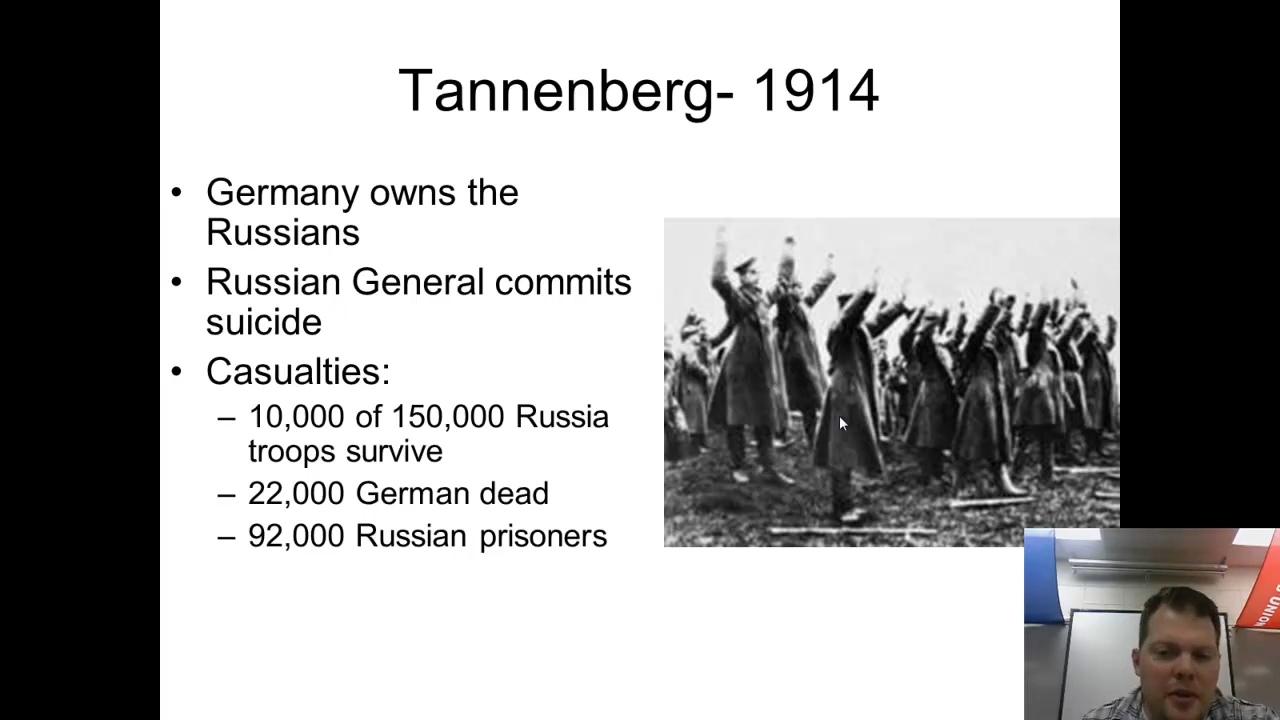 Tannenberg- 1914
• Germany owns the
Russians
• Russian General commits
suicide
• Casualties:
– 10,000 of 150,000 Russia
troops survive
– 22,000 German dead
– 92,000 Russian prisoners
UNION